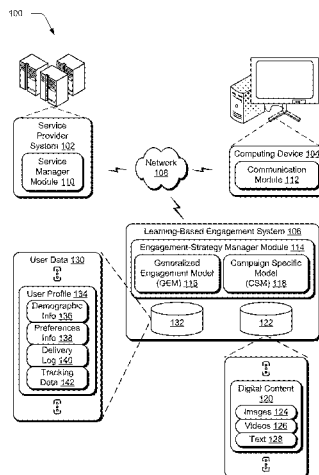 100
Service
Provider
System 102
Service
Manager
Module 110
Network
108
Computing Device 104
Communication
Module 112
Learning-Based Engagement System 106
Engagement-Strategy Manager Module 114
Generalized
Engagement Model
(GEM) 116
Campaign Specific
Model
(CSM) 118
132
122
User Data 130
User Profile 134
Demographic
Info 136
Preferences
Info 138
Delivery
Log 140
Tracking
Data 142
Digital Content
120
Images 124
Videos 126
Text 128